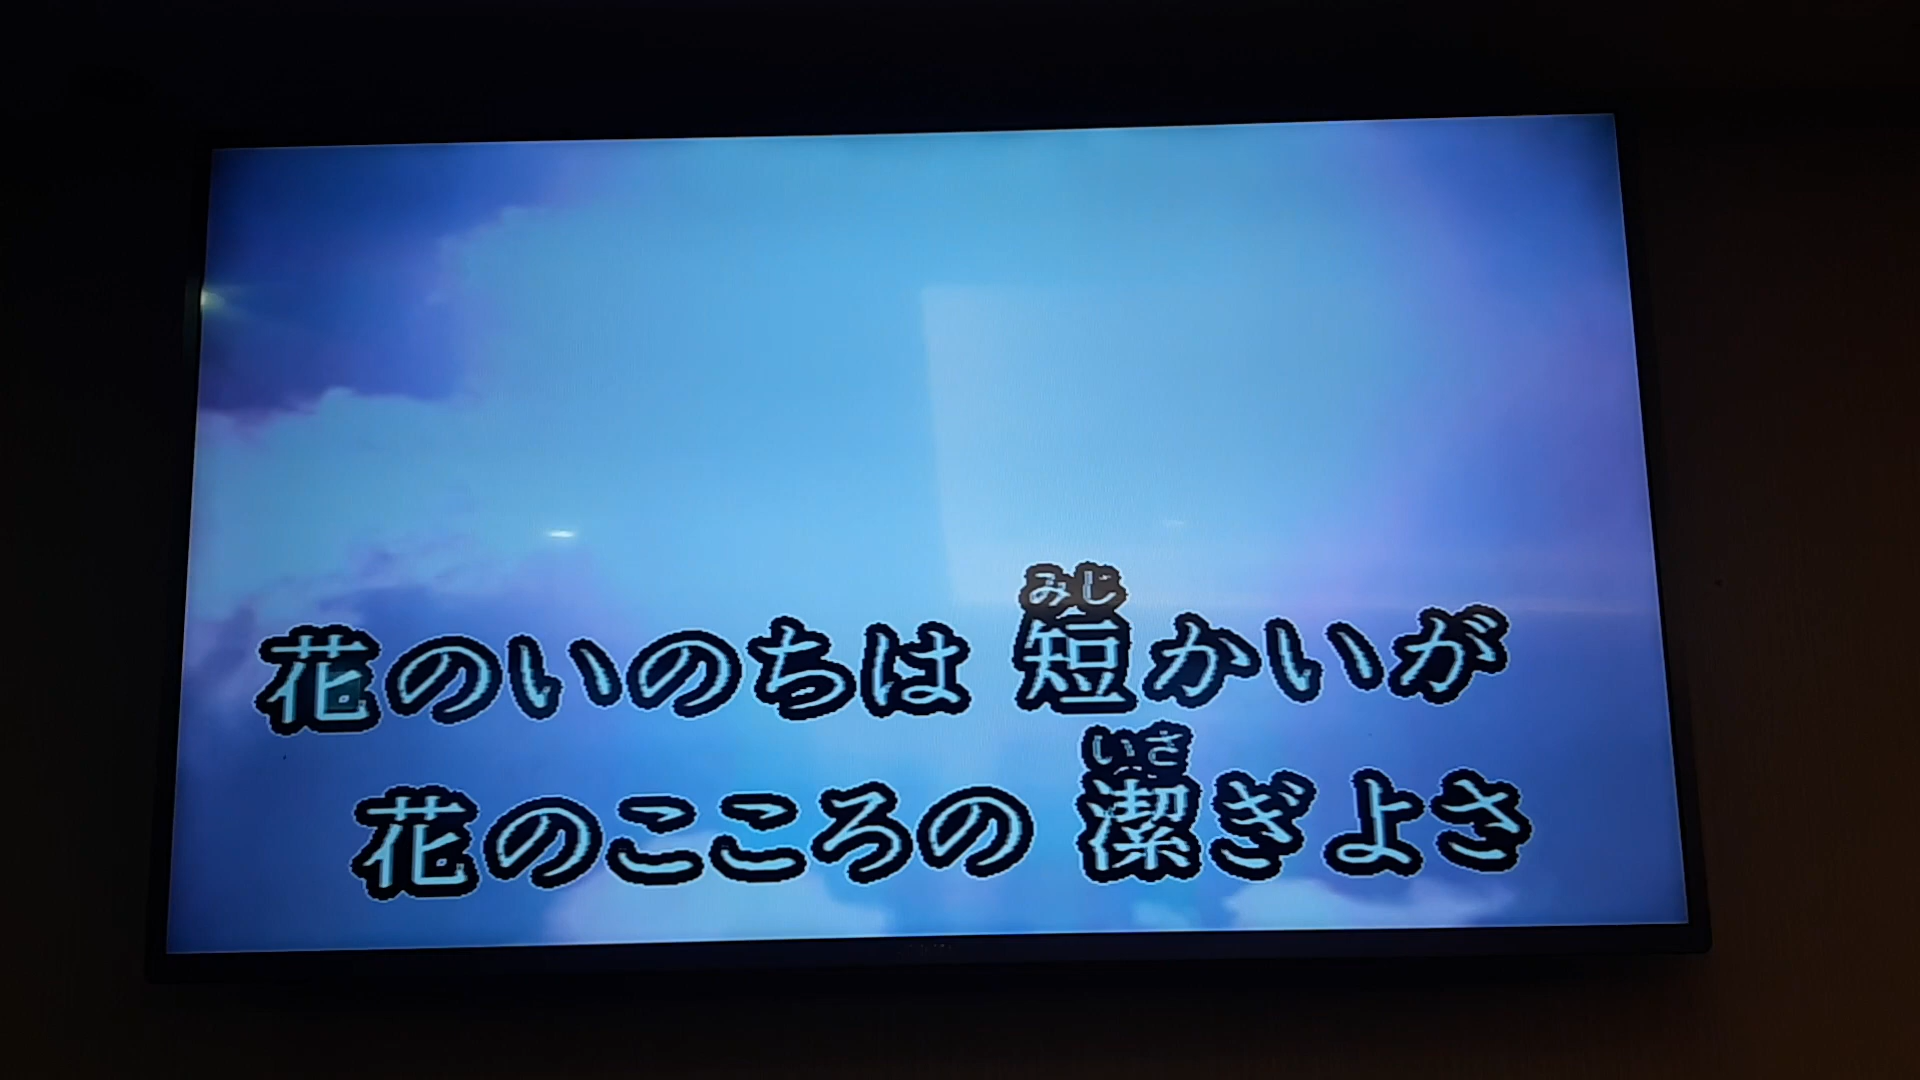 みじ
花のいのちは 短かいが
いさ
花のこころの 潔ぎよさ